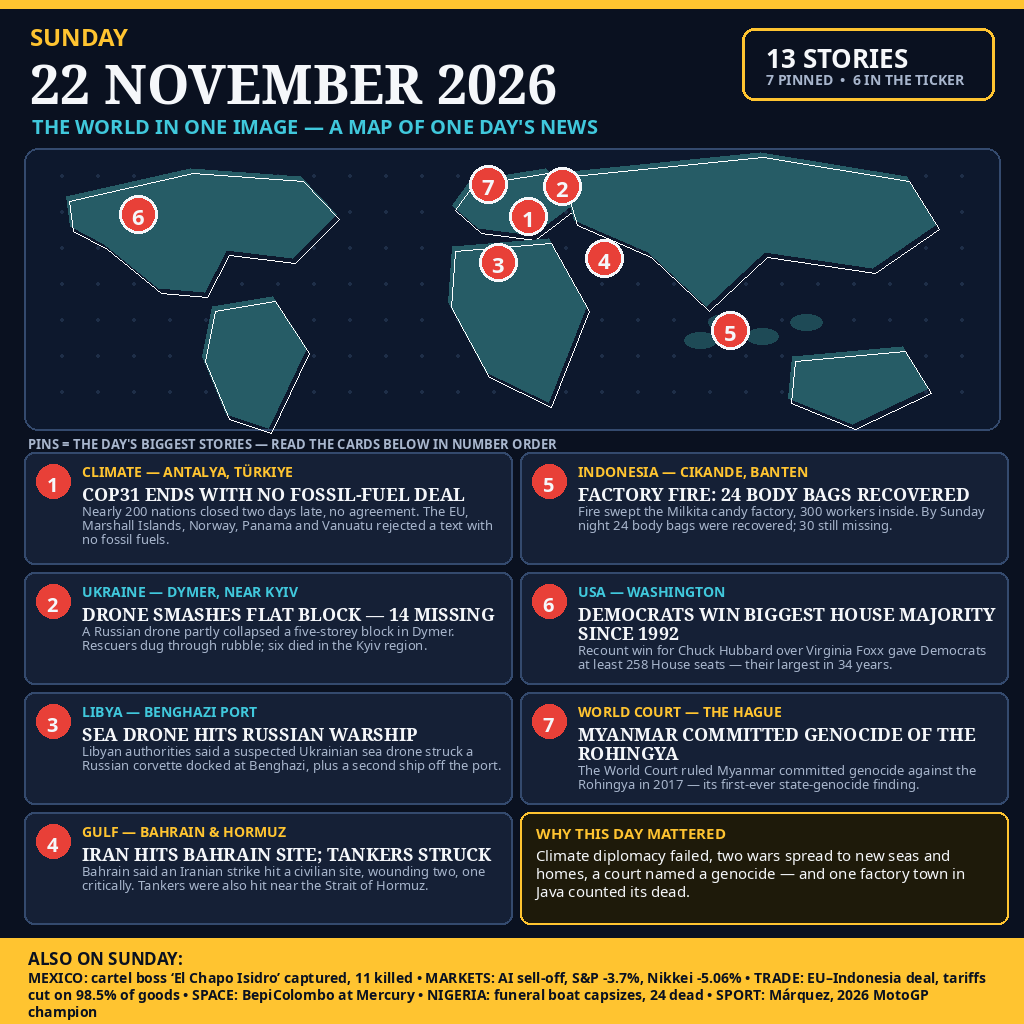 SUNDAY
22 NOVEMBER 2026
THE WORLD IN ONE IMAGE — A MAP OF ONE DAY'S NEWS
13 STORIES
7 PINNED • 6 IN THE TICKER
7
2
6
1
3
4
5
PINS = THE DAY'S BIGGEST STORIES — READ THE CARDS BELOW IN NUMBER ORDER
1
CLIMATE — ANTALYA, TÜRKIYE
COP31 ENDS WITH NO FOSSIL-FUEL DEAL
Nearly 200 nations closed two days late, no agreement. The EU,
Marshall Islands, Norway, Panama and Vanuatu rejected a text with
no fossil fuels.
2
UKRAINE — DYMER, NEAR KYIV
DRONE SMASHES FLAT BLOCK — 14 MISSING
A Russian drone partly collapsed a five-storey block in Dymer.
Rescuers dug through rubble; six died in the Kyiv region.
3
LIBYA — BENGHAZI PORT
SEA DRONE HITS RUSSIAN WARSHIP
Libyan authorities said a suspected Ukrainian sea drone struck a
Russian corvette docked at Benghazi, plus a second ship off the port.
4
GULF — BAHRAIN & HORMUZ
IRAN HITS BAHRAIN SITE; TANKERS STRUCK
Bahrain said an Iranian strike hit a civilian site, wounding two, one
critically. Tankers were also hit near the Strait of Hormuz.
5
INDONESIA — CIKANDE, BANTEN
FACTORY FIRE: 24 BODY BAGS RECOVERED
Fire swept the Milkita candy factory, 300 workers inside. By Sunday
night 24 body bags were recovered; 30 still missing.
6
USA — WASHINGTON
DEMOCRATS WIN BIGGEST HOUSE MAJORITY
SINCE 1992
Recount win for Chuck Hubbard over Virginia Foxx gave Democrats
at least 258 House seats — their largest in 34 years.
7
WORLD COURT — THE HAGUE
MYANMAR COMMITTED GENOCIDE OF THE
ROHINGYA
The World Court ruled Myanmar committed genocide against the
Rohingya in 2017 — its first-ever state-genocide finding.
WHY THIS DAY MATTERED
Climate diplomacy failed, two wars spread to new seas and
homes, a court named a genocide — and one factory town in
Java counted its dead.
ALSO ON SUNDAY:
MEXICO: cartel boss ‘El Chapo Isidro’ captured, 11 killed • MARKETS: AI sell-off, S&P -3.7%, Nikkei -5.06% • TRADE: EU–Indonesia deal, tariffs
cut on 98.5% of goods • SPACE: BepiColombo at Mercury • NIGERIA: funeral boat capsizes, 24 dead • SPORT: Márquez, 2026 MotoGP
champion